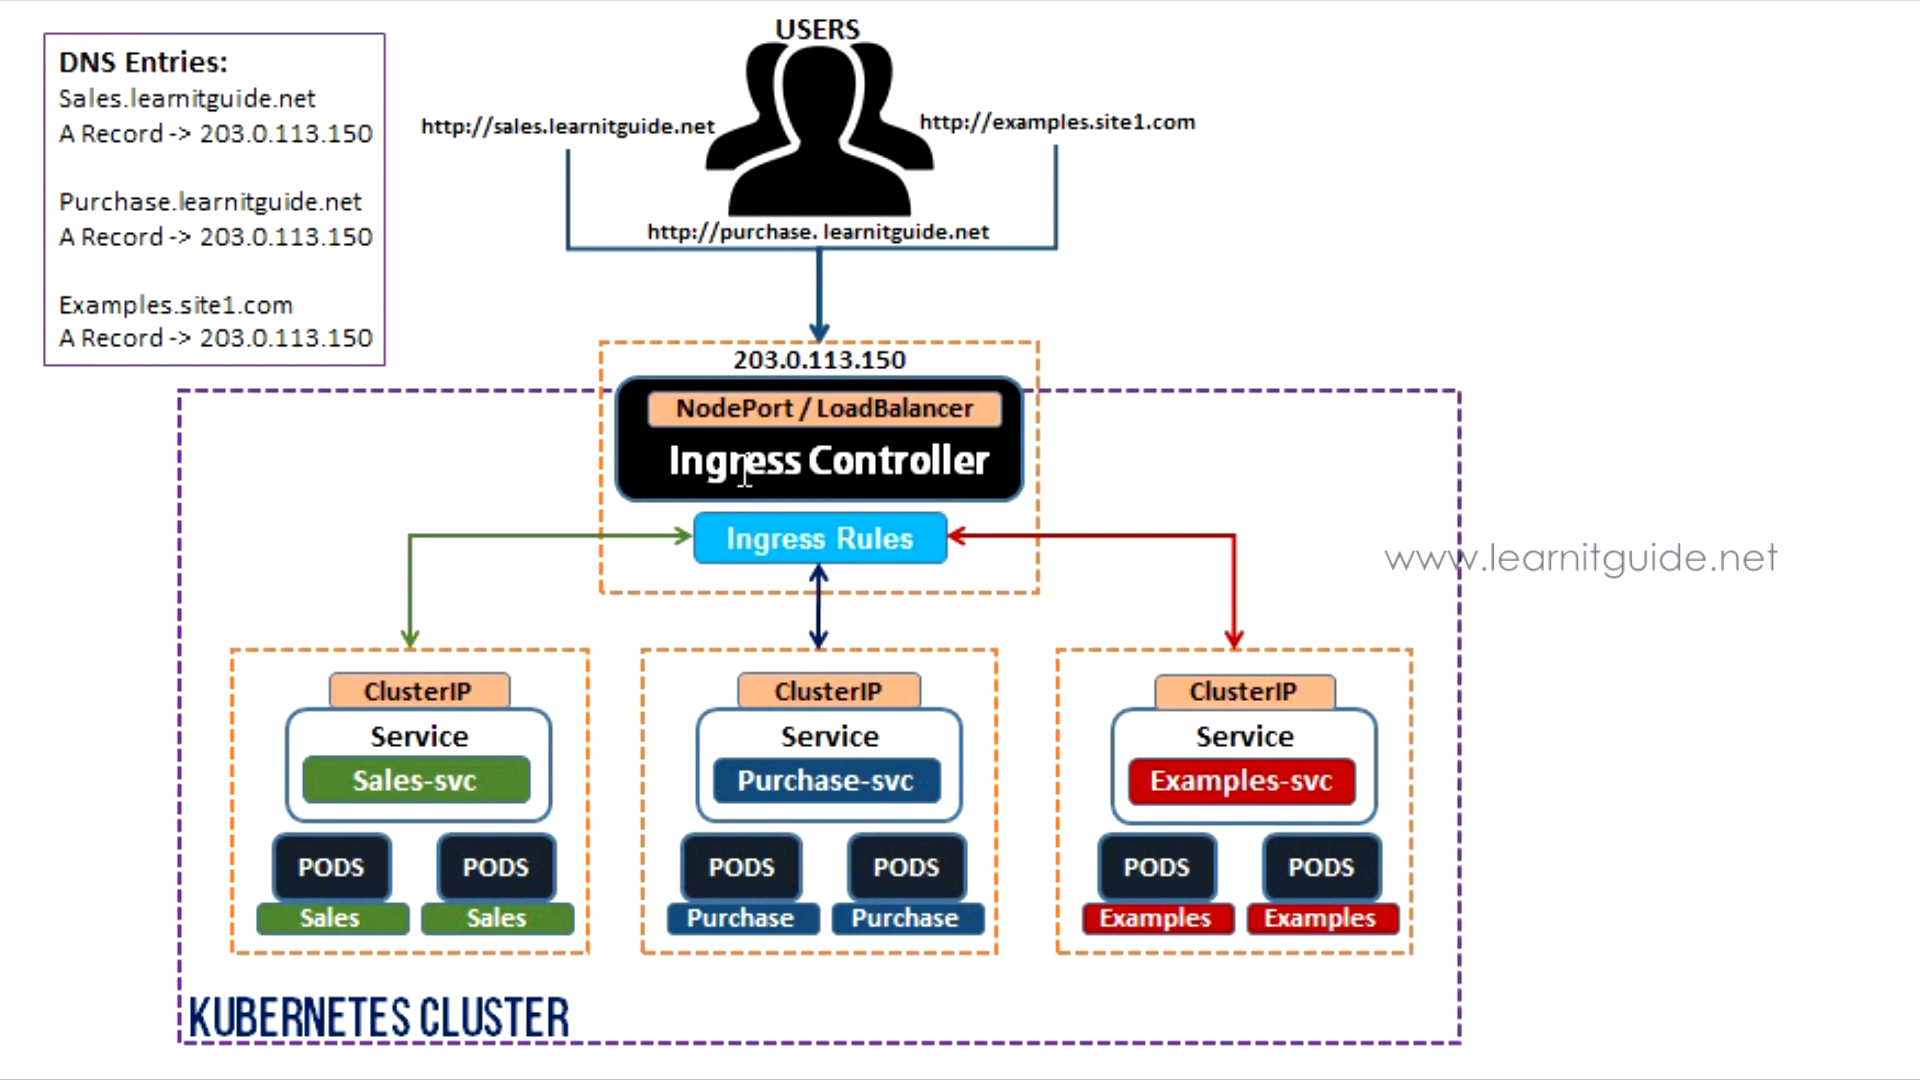 USERS
DNS Entries:
Sales.learnitguide.net
A Record -> 203.0.113.150
Purchase.learnitguide.net
A Record -> 203.0.113.150
Examples.site1.com
A Record -> 203.0.113.150
http://sales.learnitguide.net
http://examples.site1.com
http://purchase. learnitguide.net
203.0.113.150
NodePort / LoadBalancer
Ingress Controller
Ingress Rules
www.learnitguide.net
ClusterIP
Service
Sales-svc
PODS
PODS
Sales
Sales
ClusterIP
Service
Purchase-svc
PODS
PODS
Purchase
Purchase
ClusterIP
Service
Examples-svc
PODS
PODS
Examples
Examples
KUBERNETES CLUSTER